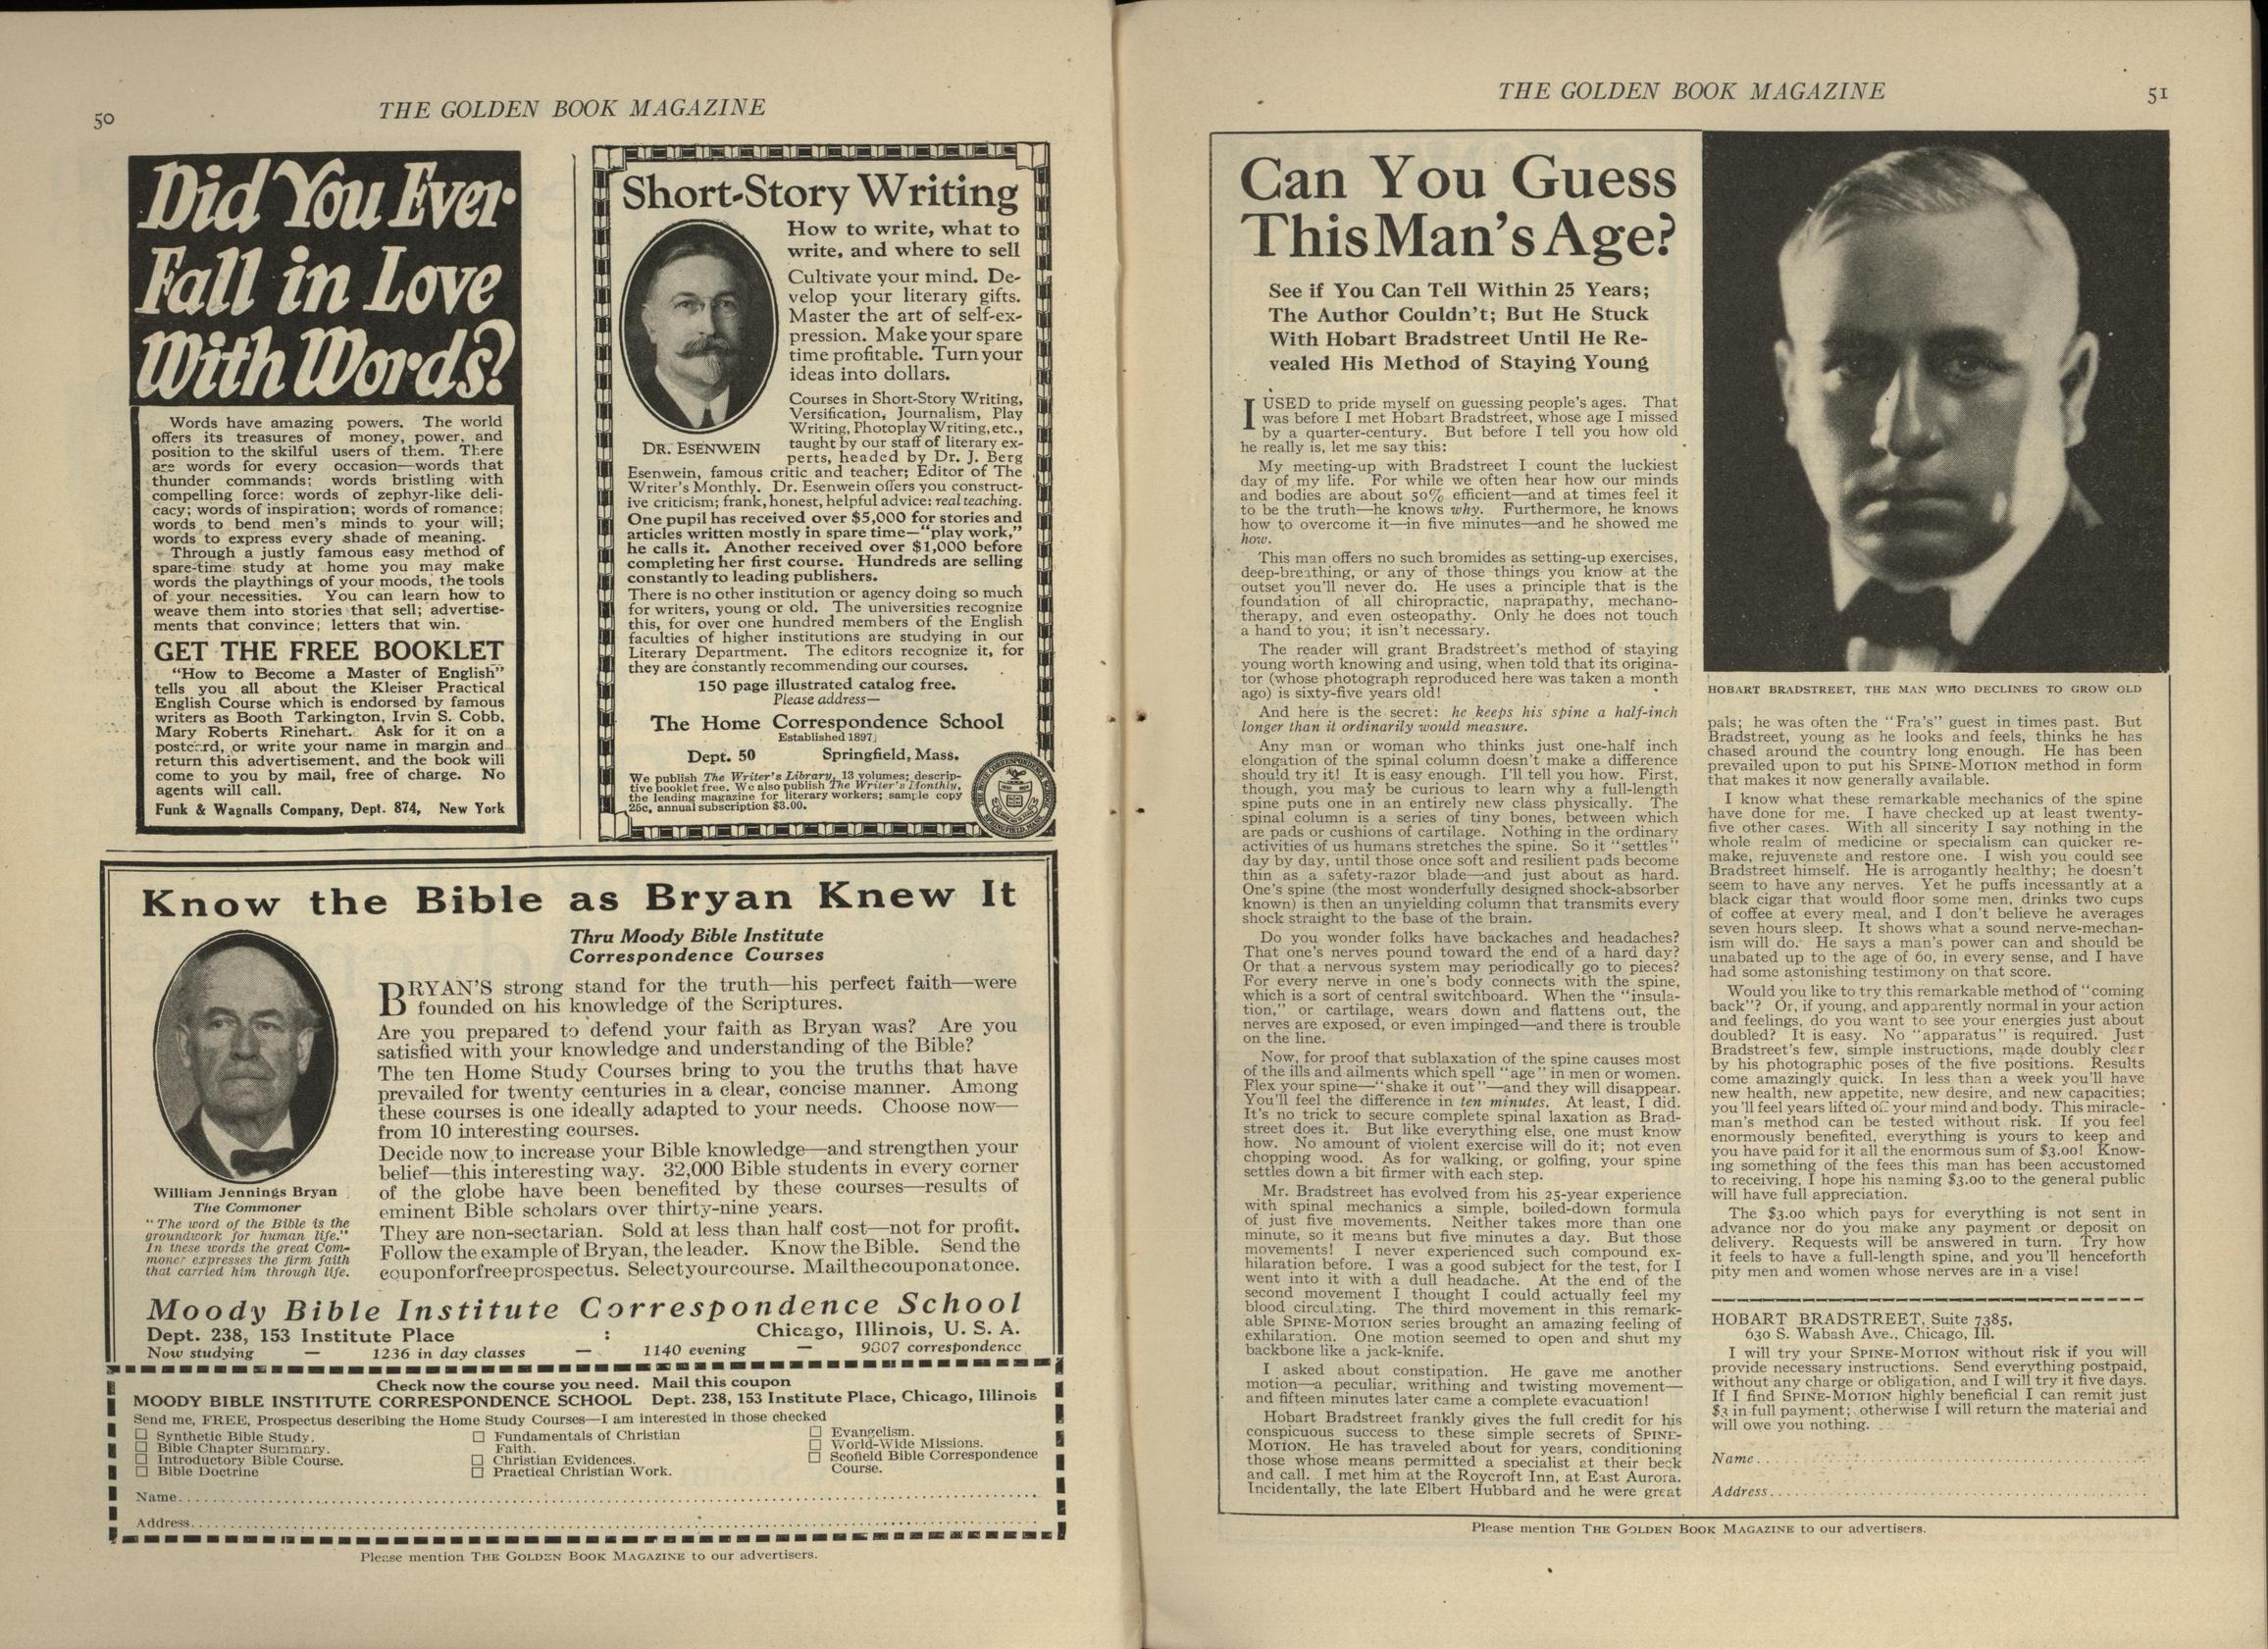 50
THE GOLDEN BOOK MAGAZINE
Did You Ever
Fall in Love
With Words?
Words have amazing powers. The world
offers its treasures of money, power, and
position to the skilful users of them. There
are words for every occasion—words that
thunder commands; words bristling with
compelling force; words of zephyr-like deli-
cacy; words of inspiration; words of romance;
words to bend men's minds to your will;
words to express every shade of meaning.
Through a justly famous easy method of
spare-time study at home you may make
words the playthings of your moods, the tools
of your necessities. You can learn how to
weave them into stories that sell; advertise-
ments that convince; letters that win.
GET THE FREE BOOKLET
"How to Become a Master of English"
tells you all about the Kleiser Practical
English Course which is endorsed by famous
writers as Booth Tarkington, Irvin S. Cobb,
Mary Roberts Rinehart. Ask for it on a
postcard, or write your name in margin and
return this advertisement, and the book will
come to you by mail, free of charge. No
agents will call.
Funk & Wagnalls Company, Dept. 874, New York
Short-Story Writing
How to write, what to
write, and where to sell
Cultivate your mind. De-
velop your literary gifts.
Master the art of self-ex-
pression. Make your spare
time profitable. Turn your
ideas into dollars.
Courses in Short-Story Writing,
Versification, Journalism, Play
Writing, Photoplay Writing, etc.,
taught by our staff of literary ex-
DR. ESENWEIN
perts, headed by Dr. J. Berg
Esenwein, famous critic and teacher; Editor of The
Writer's Monthly. Dr. Esenwein offers you construct-
ive criticism; frank, honest, helpful advice: real teaching.
One pupil has received over $5,000 for stories and
articles written mostly in spare time—"play work,"
he calls it. Another received over $1,000 before
completing her first course. Hundreds are selling
constantly to leading publishers.
There is no other institution or agency doing so much
for writers, young or old. The universities recognize
this, for over one hundred members of the English
faculties of higher institutions are studying in our
Literary Department. The editors recognize it, for
they are constantly recommending our courses.
150 page illustrated catalog free.
Please address—
The Home Correspondence School
Established 1897
Dept. 50 Springfield, Mass.
We publish The Writer's Library, 13 volumes; descrip-
tive booklet free. We also publish The Writer's Monthly,
the leading magazine for literary workers; sample copy
25c, annual subscription $3.00.
Know the Bible as Bryan Knew It
Thru Moody Bible Institute
Correspondence Courses
BRYAN'S strong stand for the truth—his perfect faith—were
founded on his knowledge of the Scriptures.
Are you prepared to defend your faith as Bryan was? Are you
satisfied with your knowledge and understanding of the Bible?
The ten Home Study Courses bring to you the truths that have
prevailed for twenty centuries in a clear, concise manner. Among
these courses is one ideally adapted to your needs. Choose now—
from 10 interesting courses.
Decide now to increase your Bible knowledge—and strengthen your
belief—this interesting way. 32,000 Bible students in every corner
of the globe have been benefited by these courses—results of
eminent Bible scholars over thirty-nine years.
They are non-sectarian. Sold at less than half cost—not for profit.
Follow the example of Bryan, the leader. Know the Bible. Send the
coupon for free prospectus. Select your course. Mail the coupon at once.
William Jennings Bryan
The Commoner
"The word of the Bible is the
groundwork for human life."
In these words the great Com-
moner expresses the firm faith
that carried him through life.
Moody Bible Institute Correspondence School
Dept. 238, 153 Institute Place : Chicago, Illinois, U. S. A.
Now studying — 1236 in day classes — 1140 evening — 9807 correspondence
Check now the course you need. Mail this coupon
MOODY BIBLE INSTITUTE CORRESPONDENCE SCHOOL Dept. 238, 153 Institute Place, Chicago, Illinois
Send me, FREE, Prospectus describing the Home Study Courses—I am interested in those checked
☐ Synthetic Bible Study.
☐ Bible Chapter Summary.
☐ Introductory Bible Course.
☐ Bible Doctrine
☐ Fundamentals of Christian
Faith.
☐ Christian Evidences.
☐ Practical Christian Work.
☐ Evangelism.
☐ World-Wide Missions.
☐ Scofield Bible Correspondence
Course.
Name
Address
Please mention THE GOLDEN BOOK MAGAZINE to our advertisers.
THE GOLDEN BOOK MAGAZINE
51
Can You Guess
This Man's Age?
See if You Can Tell Within 25 Years;
The Author Couldn't; But He Stuck
With Hobart Bradstreet Until He Re-
vealed His Method of Staying Young
I USED to pride myself on guessing people's ages. That
was before I met Hobart Bradstreet, whose age I missed
by a quarter-century. But before I tell you how old
he really is, let me say this:
My meeting-up with Bradstreet I count the luckiest
day of my life. For while we often hear how our minds
and bodies are about 50% efficient—and at times feel it
to be the truth—he knows why. Furthermore, he knows
how to overcome it—in five minutes—and he showed me
how.
This man offers no such bromides as setting-up exercises,
deep-breathing, or any of those things you know at the
outset you'll never do. He uses a principle that is the
foundation of all chiropractic, naprapathy, mechano-
therapy, and even osteopathy. Only he does not touch
a hand to you; it isn't necessary.
The reader will grant Bradstreet's method of staying
young worth knowing and using, when told that its origina-
tor (whose photograph reproduced here was taken a month
ago) is sixty-five years old!
And here is the secret: he keeps his spine a half-inch
longer than it ordinarily would measure.
Any man or woman who thinks just one-half inch
elongation of the spinal column doesn't make a difference
should try it! It is easy enough. I'll tell you how. First,
though, you may be curious to learn why a full-length
spine puts one in an entirely new class physically. The
spinal column is a series of tiny bones, between which
are pads or cushions of cartilage. Nothing in the ordinary
activities of us humans stretches the spine. So it "settles"
day by day, until those once soft and resilient pads become
thin as a safety-razor blade—and just about as hard.
One's spine (the most wonderfully designed shock-absorber
known) is then an unyielding column that transmits every
shock straight to the base of the brain.
Do you wonder folks have backaches and headaches?
That one's nerves pound toward the end of a hard day?
Or that a nervous system may periodically go to pieces?
For every nerve in one's body connects with the spine,
which is a sort of central switchboard. When the "insula-
tion," or cartilage, wears down and flattens out, the
nerves are exposed, or even impinged—and there is trouble
on the line.
Now, for proof that sublaxation of the spine causes most
of the ills and ailments which spell "age" in men or women.
Flex your spine—"shake it out"—and they will disappear.
You'll feel the difference in ten minutes. At least, I did.
It's no trick to secure complete spinal laxation as Brad-
street does it. But like everything else, one must know
how. No amount of violent exercise will do it; not even
chopping wood. As for walking, or golfing, your spine
settles down a bit firmer with each step.
Mr. Bradstreet has evolved from his 25-year experience
with spinal mechanics a simple, boiled-down formula
of just five movements. Neither takes more than one
minute, so it means but five minutes a day. But those
movements! I never experienced such compound ex-
hilaration before. I was a good subject for the test, for I
went into it with a dull headache. At the end of the
second movement I thought I could actually feel my
blood circulating. The third movement in this remark-
able SPINE-MOTION series brought an amazing feeling of
exhilaration. One motion seemed to open and shut my
backbone like a jack-knife.
I asked about constipation. He gave me another
motion—a peculiar, writhing and twisting movement—
and fifteen minutes later came a complete evacuation!
Hobart Bradstreet frankly gives the full credit for his
conspicuous success to these simple secrets of SPINE-
MOTION. He has traveled about for years, conditioning
those whose means permitted a specialist at their beck
and call. I met him at the Roycroft Inn, at East Aurora.
Incidentally, the late Elbert Hubbard and he were great
HOBART BRADSTREET, THE MAN WHO DECLINES TO GROW OLD
pals; he was often the "Fra's" guest in times past. But
Bradstreet, young as he looks and feels, thinks he has
chased around the country long enough. He has been
prevailed upon to put his SPINE-MOTION method in form
that makes it now generally available.
I know what these remarkable mechanics of the spine
have done for me. I have checked up at least twenty-
five other cases. With all sincerity I say nothing in the
whole realm of medicine or specialism can quicker re-
make, rejuvenate and restore one. I wish you could see
Bradstreet himself. He is arrogantly healthy; he doesn't
seem to have any nerves. Yet he puffs incessantly at a
black cigar that would floor some men, drinks two cups
of coffee at every meal, and I don't believe he averages
seven hours sleep. It shows what a sound nerve-mechan-
ism will do. He says a man's power can and should be
unabated up to the age of 60, in every sense, and I have
had some astonishing testimony on that score.
Would you like to try this remarkable method of "coming
back"? Or, if young, and apparently normal in your action
and feelings, do you want to see your energies just about
doubled? It is easy. No "apparatus" is required. Just
Bradstreet's few, simple instructions, made doubly clear
by his photographic poses of the five positions. Results
come amazingly quick. In less than a week you'll have
new health, new appetite, new desire, and new capacities;
you'll feel years lifted off your mind and body. This miracle-
man's method can be tested without risk. If you feel
enormously benefited, everything is yours to keep and
you have paid for it all the enormous sum of $3.00! Know-
ing something of the fees this man has been accustomed
to receiving, I hope his naming $3.00 to the general public
will have full appreciation.
The $3.00 which pays for everything is not sent in
advance nor do you make any payment or deposit on
delivery. Requests will be answered in turn. Try how
it feels to have a full-length spine, and you'll henceforth
pity men and women whose nerves are in a vise!
HOBART BRADSTREET, Suite 7385,
630 S. Wabash Ave., Chicago, Ill.
I will try your SPINE-MOTION without risk if you will
provide necessary instructions. Send everything postpaid,
without any charge or obligation, and I will try it five days.
If I find SPINE-MOTION highly beneficial I can remit just
$3 in full payment; otherwise I will return the material and
will owe you nothing.
Name
Address
Please mention THE GOLDEN BOOK MAGAZINE to our advertisers.